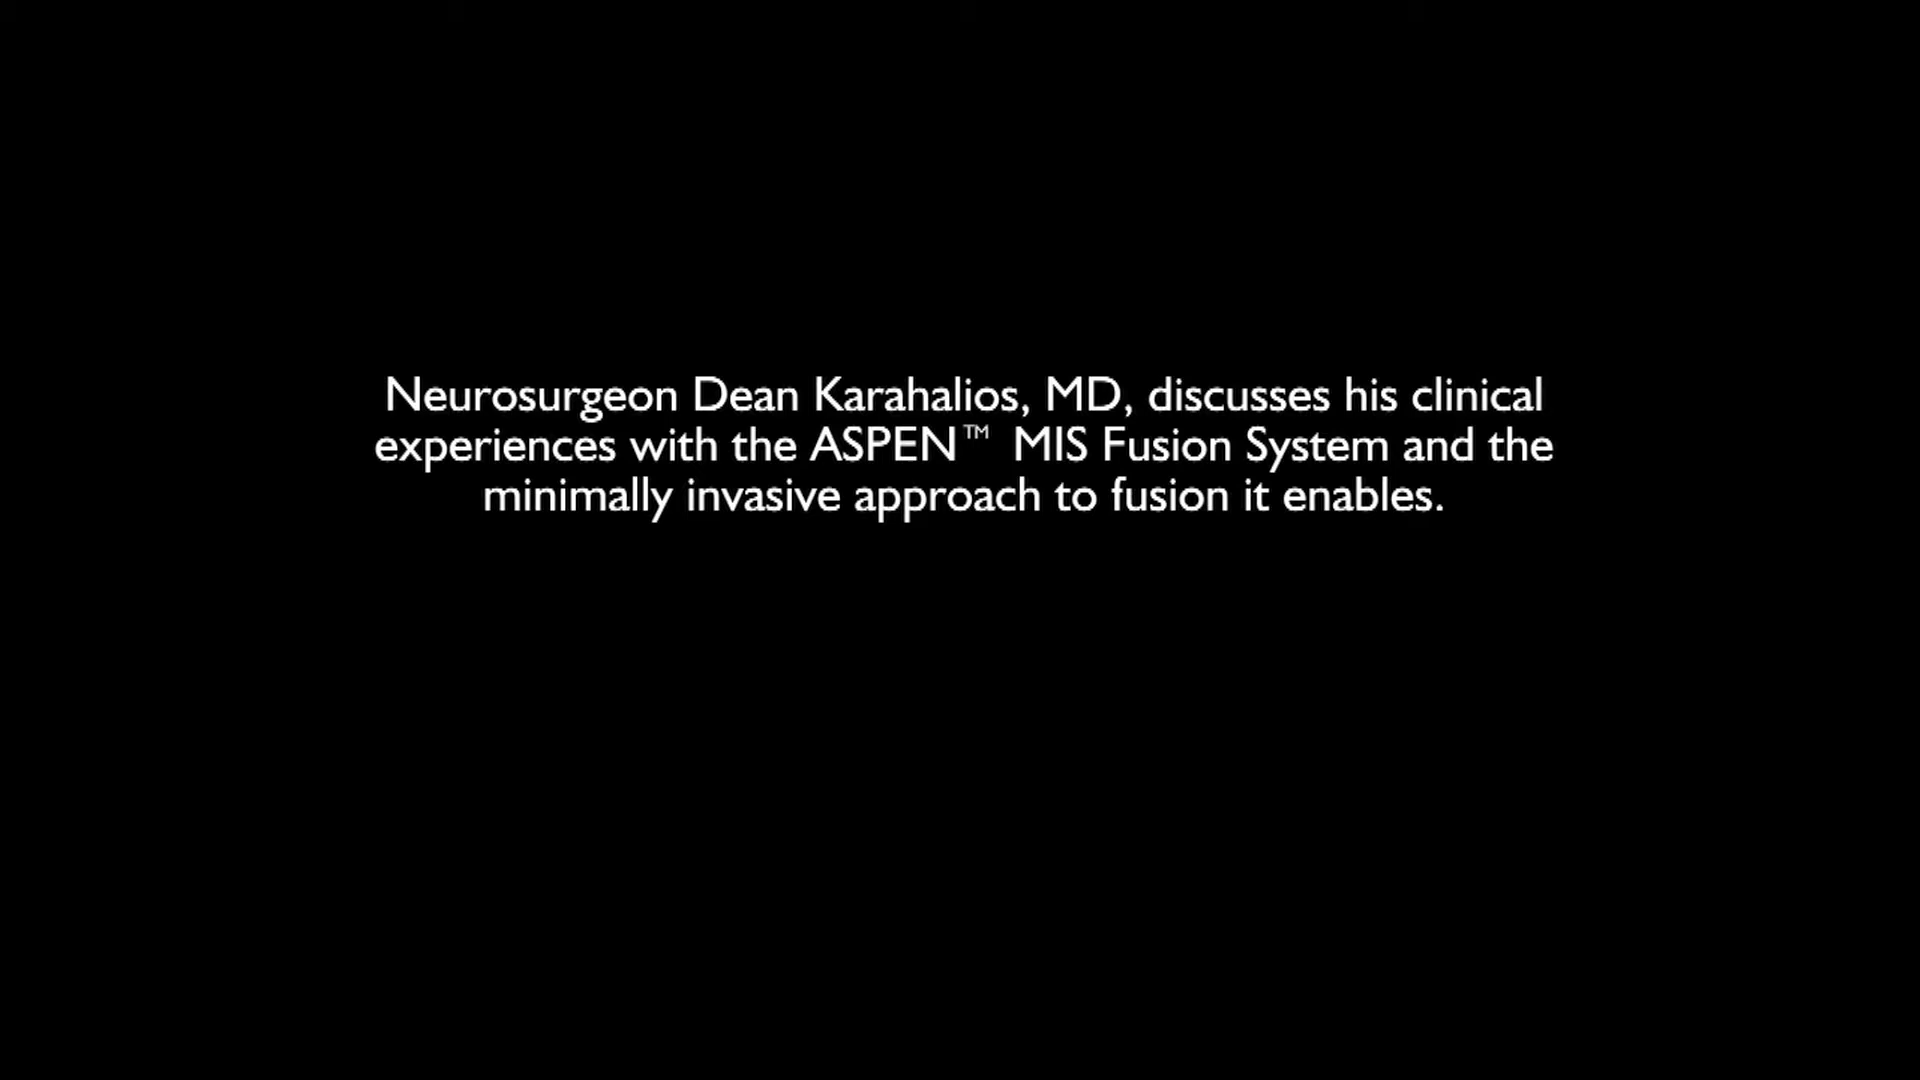 Neurosurgeon Dean Karahalios, MD, discusses his clinical
experiences with the ASPEN™ MIS Fusion System and the
minimally invasive approach to fusion it enables.